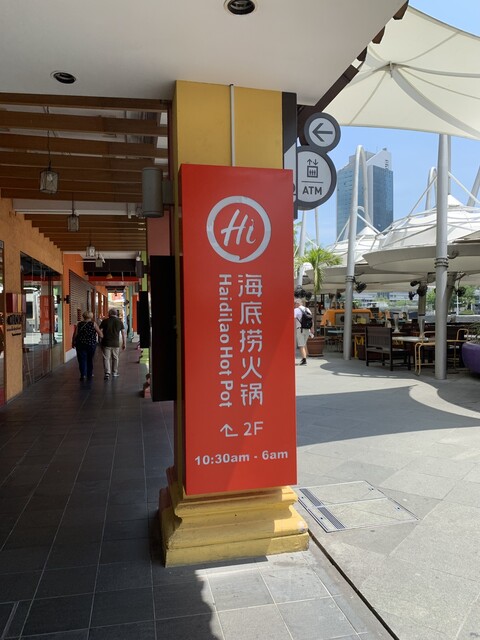 ATM
Hi
海底捞火锅
Haidilao Hot Pot
2F
10:30am - 6am